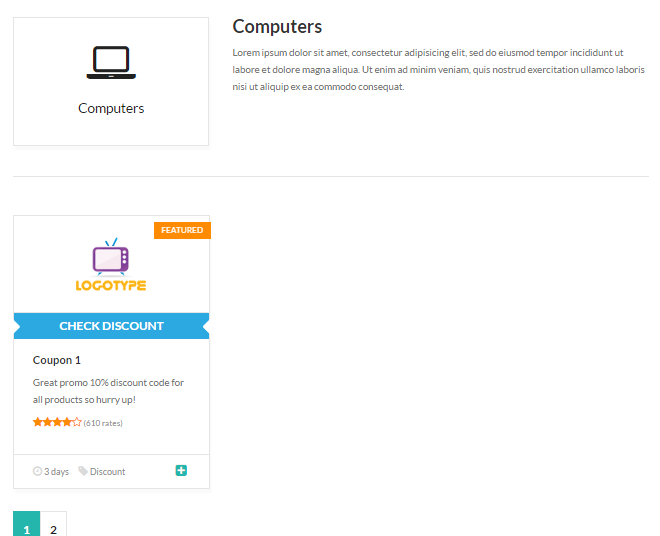 Computers
Computers
Lorem ipsum dolor sit amet, consectetur adipisicing elit, sed do eiusmod tempor incididunt ut
labore et dolore magna aliqua. Ut enim ad minim veniam, quis nostrud exercitation ullamco laboris
nisi ut aliquip ex ea commodo consequat.
FEATURED
LOGOTYPE
CHECK DISCOUNT
Coupon 1
Great promo 10% discount code for
all products so hurry up!
(610 rates)
3 days Discount
1 2